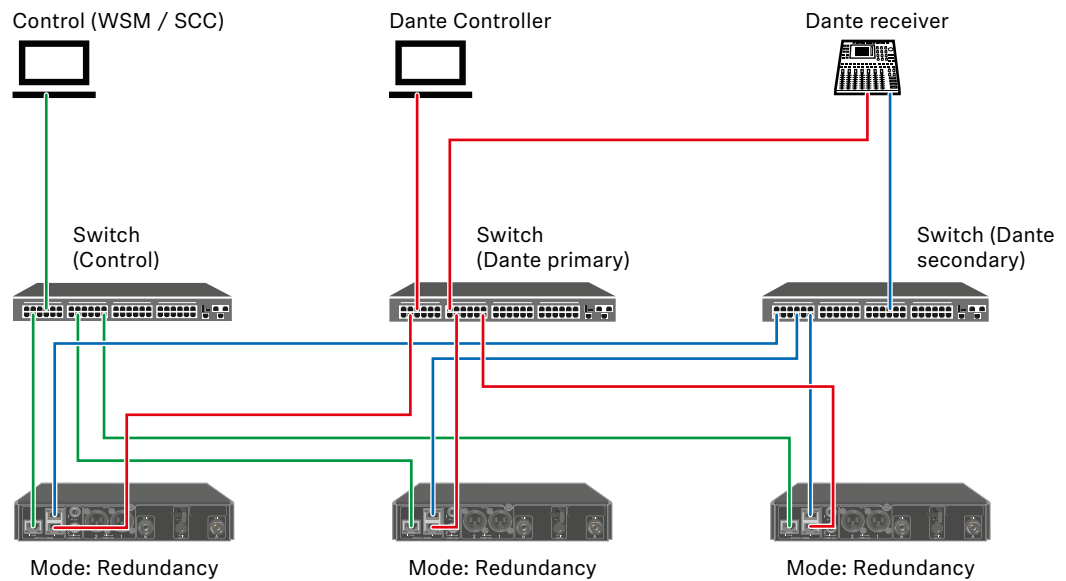 Control (WSM / SCC)
Dante Controller
Dante receiver
Switch
(Control)
Switch
(Dante primary)
Switch (Dante
secondary)
Mode: Redundancy
Mode: Redundancy
Mode: Redundancy